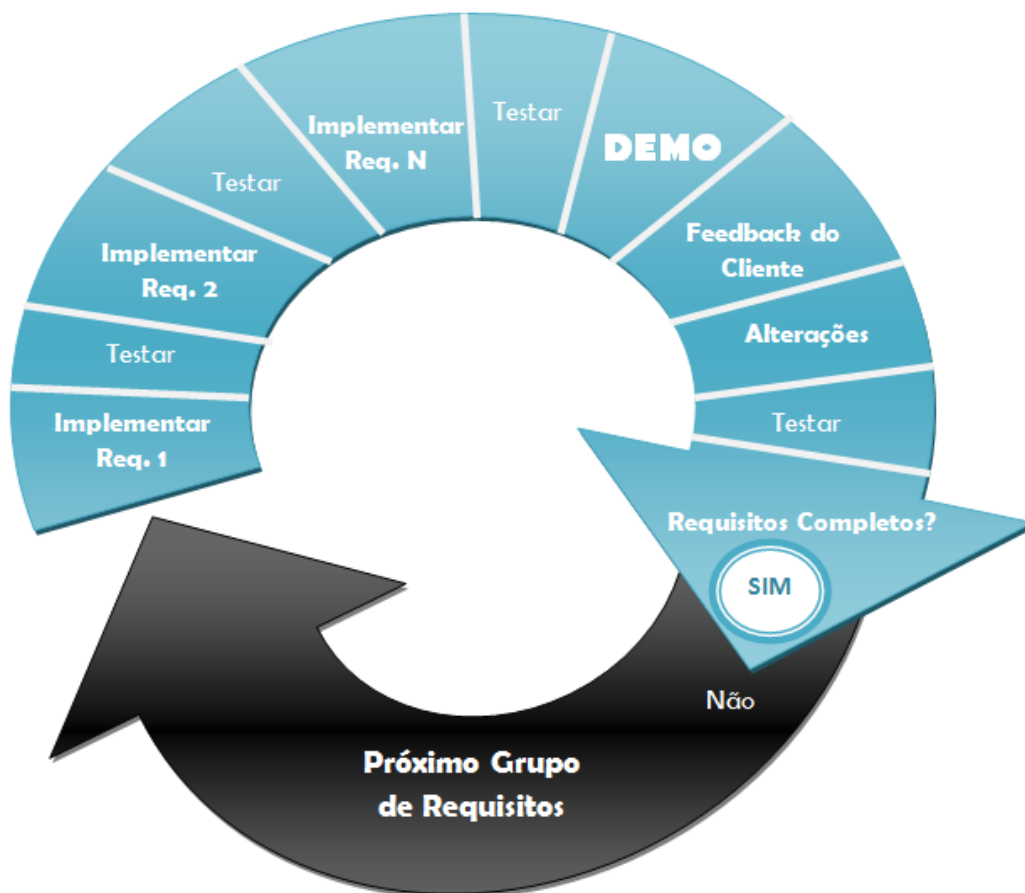 Implementar
Req. 1
Testar
Implementar
Req. 2
Testar
Implementar
Req. N
Testar
DEMO
Feedback do
Cliente
Alterações
Testar
Requisitos Completos?
SIM
Não
Próximo Grupo
de Requisitos